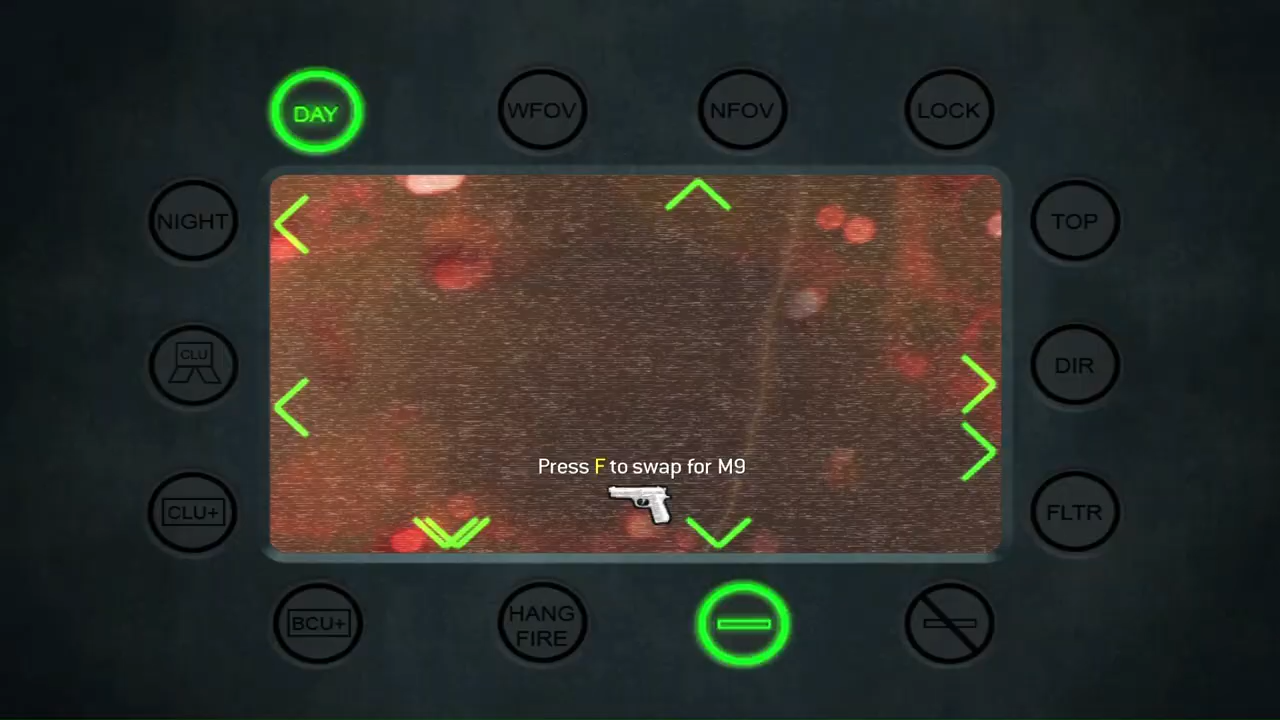 DAY
WFOV
NFOV
LOCK
NIGHT
TOP
CLU
DIR
Press F to swap for M9
CLU+
FLTR
BCU+
HANG
FIRE